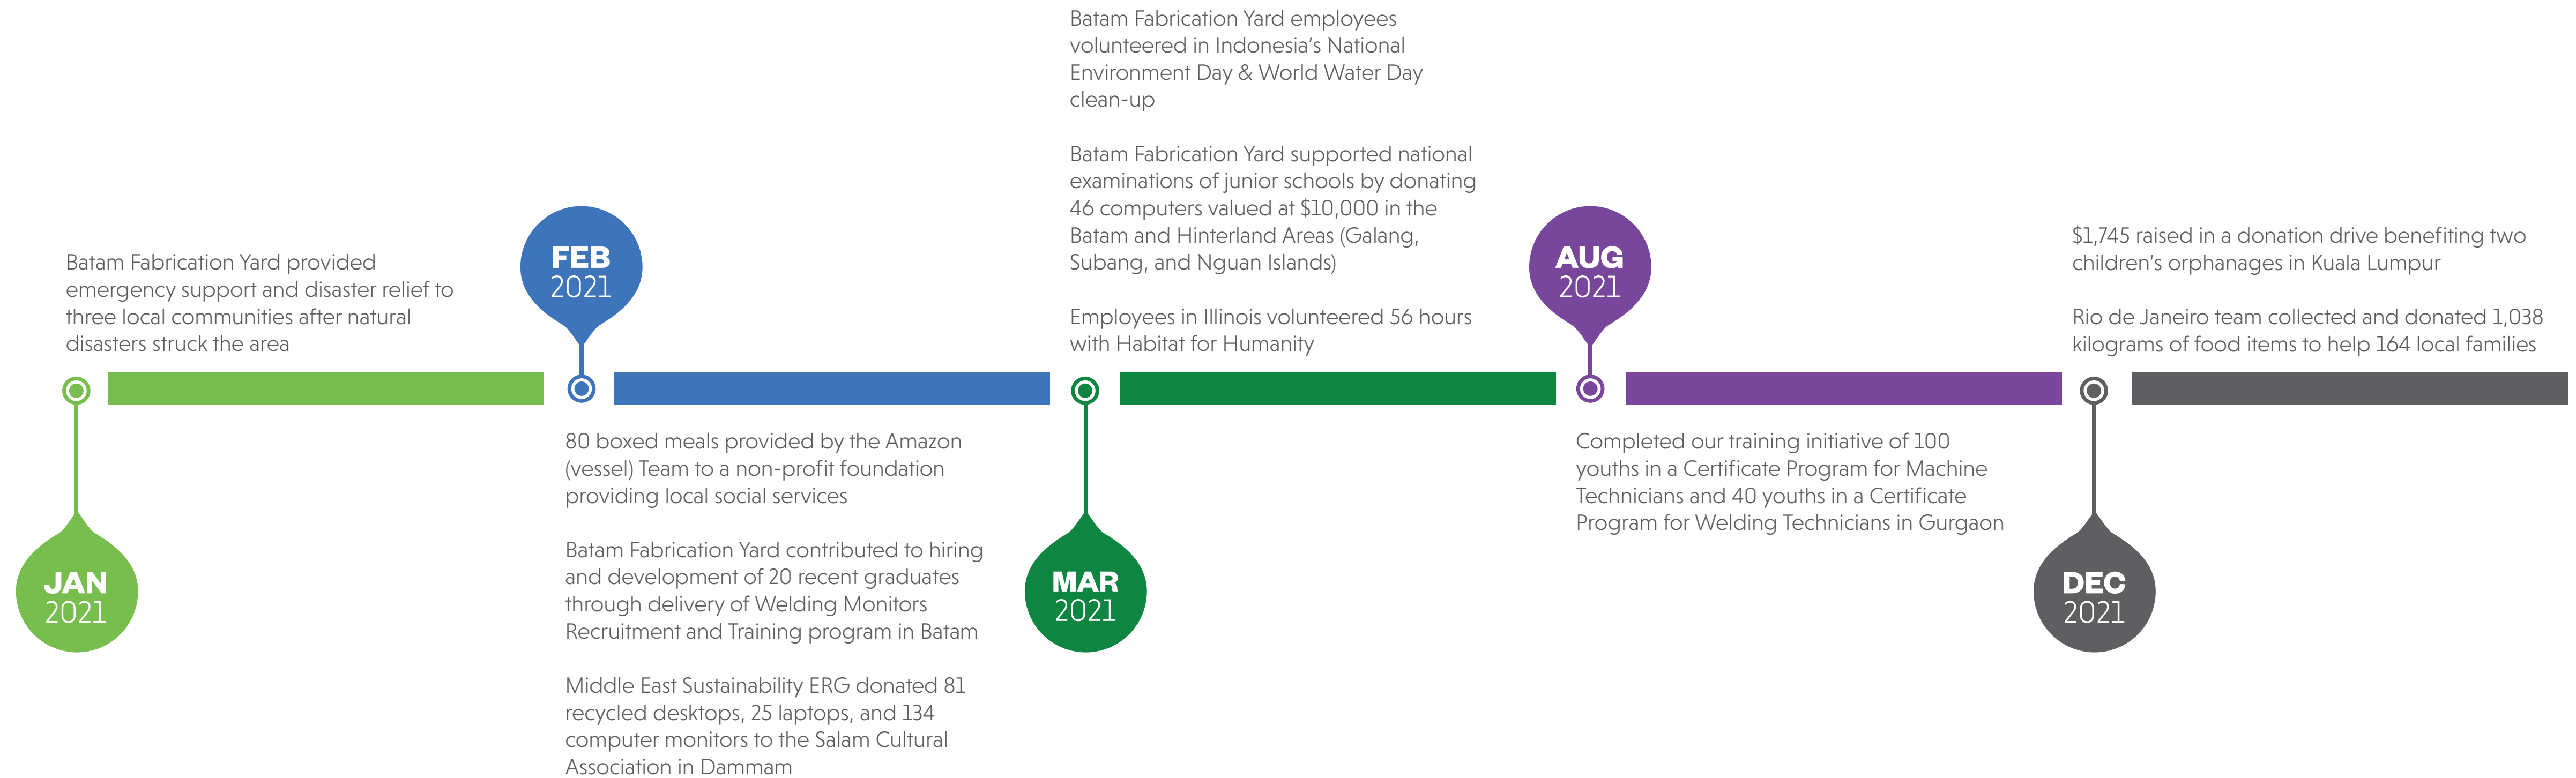 Batam Fabrication Yard provided
emergency support and disaster relief to
three local communities after natural
disasters struck the area
JAN
2021
FEB
2021
80 boxed meals provided by the Amazon
(vessel) Team to a non-profit foundation
providing local social services
Batam Fabrication Yard contributed to hiring
and development of 20 recent graduates
through delivery of Welding Monitors
Recruitment and Training program in Batam
Middle East Sustainability ERG donated 81
recycled desktops, 25 laptops, and 134
computer monitors to the Salam Cultural
Association in Dammam
Batam Fabrication Yard employees
volunteered in Indonesia's National
Environment Day & World Water Day
clean-up
Batam Fabrication Yard supported national
examinations of junior schools by donating
46 computers valued at $10,000 in the
Batam and Hinterland Areas (Galang,
Subang, and Nguan Islands)
Employees in Illinois volunteered 56 hours
with Habitat for Humanity
MAR
2021
AUG
2021
Completed our training initiative of 100
youths in a Certificate Program for Machine
Technicians and 40 youths in a Certificate
Program for Welding Technicians in Gurgaon
$1,745 raised in a donation drive benefiting two
children's orphanages in Kuala Lumpur
Rio de Janeiro team collected and donated 1,038
kilograms of food items to help 164 local families
DEC
2021